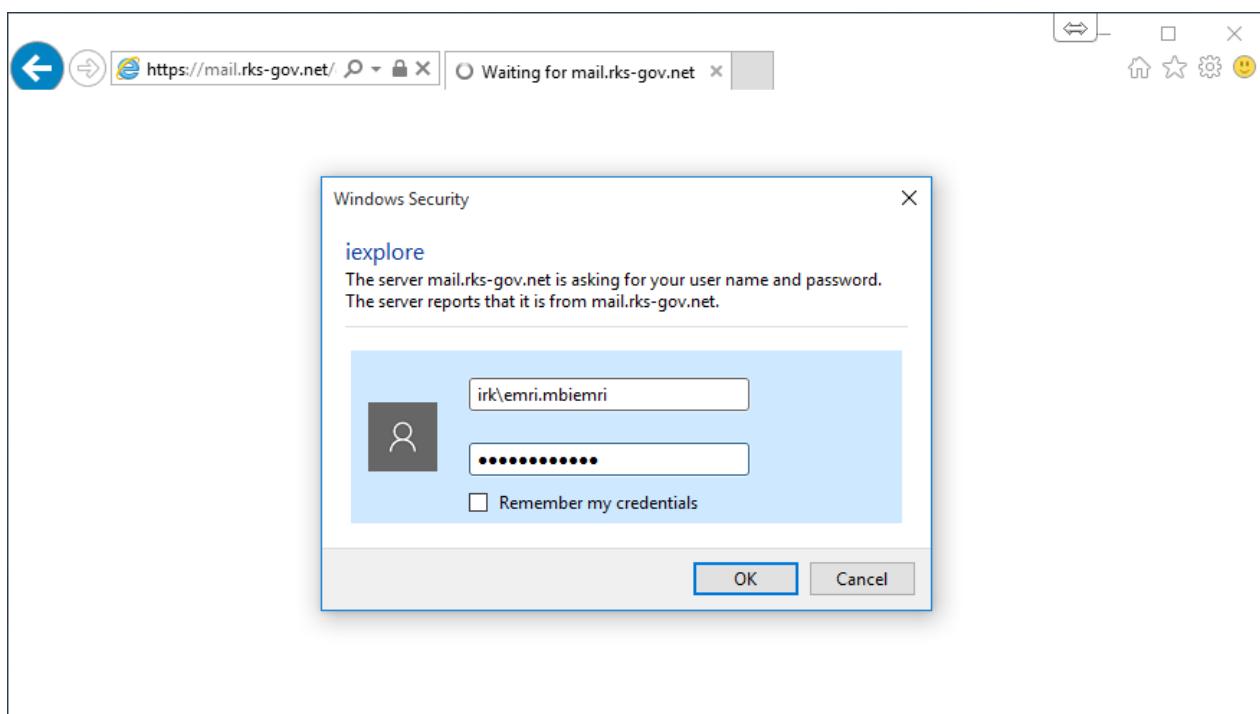 https://mail.rks-gov.net/
Waiting for mail.rks-gov.net
Windows Security
iexplore
The server mail.rks-gov.net is asking for your user name and password.
The server reports that it is from mail.rks-gov.net.
irk\emri.mbiemri
••••••••••••
Remember my credentials
OK
Cancel